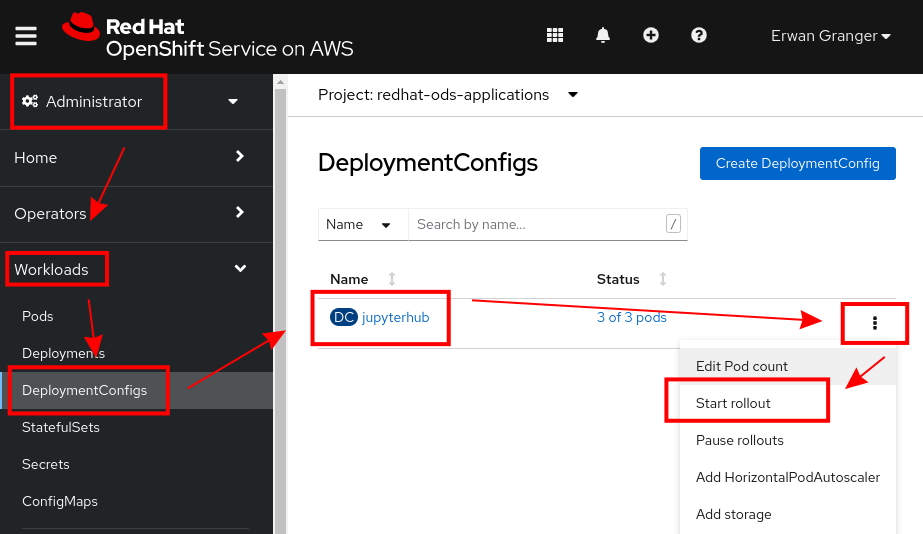 Red Hat
OpenShift Service on AWS
Erwan Granger
Administrator
Home
Operators
Workloads
Pods
Deployments
DeploymentConfigs
StatefulSets
Secrets
ConfigMaps
Project: redhat-ods-applications
DeploymentConfigs
Create DeploymentConfig
Name
Search by name...
/
Name
Status
DC jupyterhub
3 of 3 pods
Edit Pod count
Start rollout
Pause rollouts
Add HorizontalPodAutoscaler
Add storage